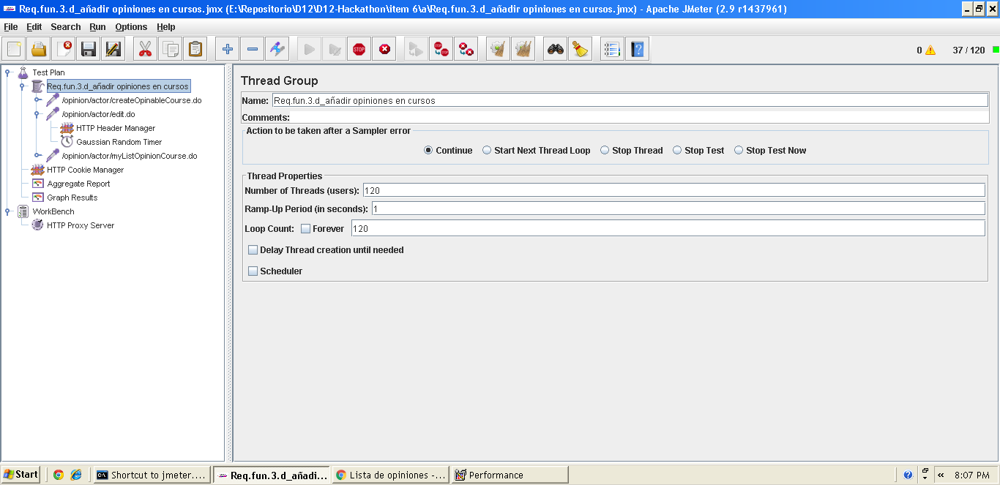 Req.fun.3.d_añadir opiniones en cursos.jmx (E:\Repositorio\D12\D12-Hackathon\item 6\a\Req.fun.3.d_añadir opiniones en cursos.jmx) - Apache JMeter (2.9 r1437961)
File Edit Search Run Options Help
STOP STOP STOP 0 37 / 120
Test Plan
Req.fun.3.d_añadir opiniones en cursos
/opinion/actor/createOpinableCourse.do
/opinion/actor/edit.do
HTTP Header Manager
Gaussian Random Timer
/opinion/actor/myListOpinionCourse.do
HTTP Cookie Manager
Aggregate Report
Graph Results
WorkBench
HTTP Proxy Server
Thread Group
Name: Req.fun.3.d_añadir opiniones en cursos
Comments:
Action to be taken after a Sampler error
Continue Start Next Thread Loop Stop Thread Stop Test Stop Test Now
Thread Properties
Number of Threads (users): 120
Ramp-Up Period (in seconds): 1
Loop Count: Forever 120
Delay Thread creation until needed
Scheduler
Start Shortcut to jmeter.... Req.fun.3.d_añadi... Lista de opiniones -... Performance « 8:07 PM